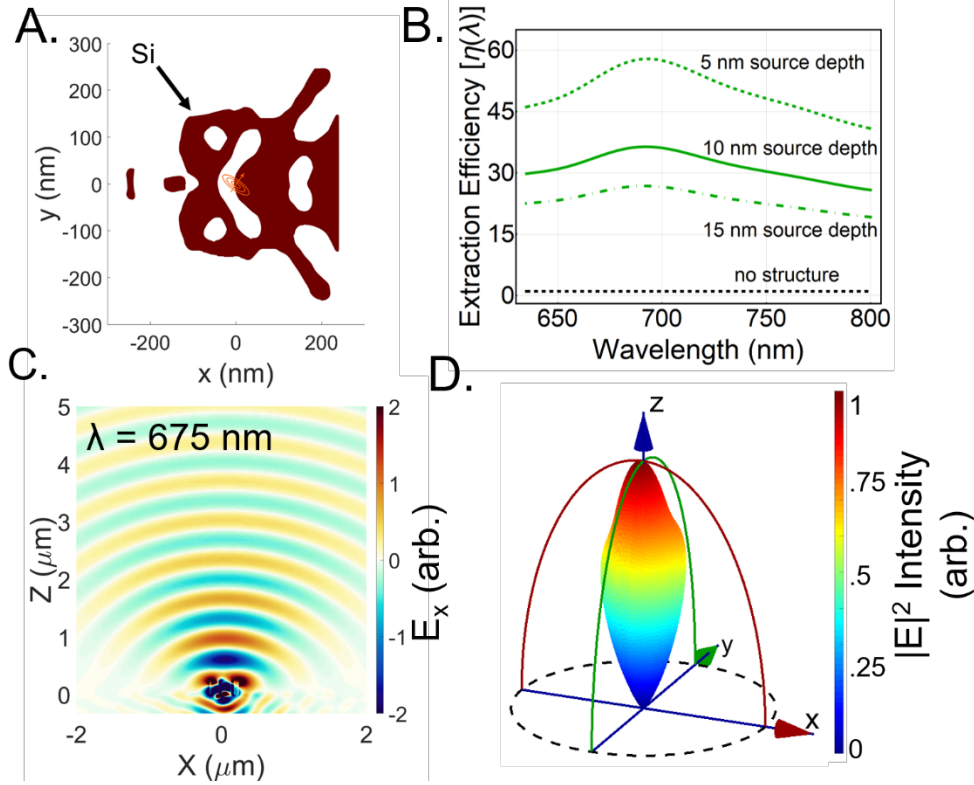 A.
Si
300
200
100
0
-100
-200
-300
y (nm)
-200
0
200
x (nm)
B.
Extraction Efficiency [η(λ)]
60
45
30
15
0
5 nm source depth
10 nm source depth
15 nm source depth
no structure
650
700
750
800
Wavelength (nm)
C.
λ = 675 nm
5
4
3
2
1
0
Z (μm)
-2
0
2
X (μm)
2
1
0
-1
-2
E_x (arb.)
D.
z
y
x
1
.75
.5
.25
0
|E|² Intensity
(arb.)